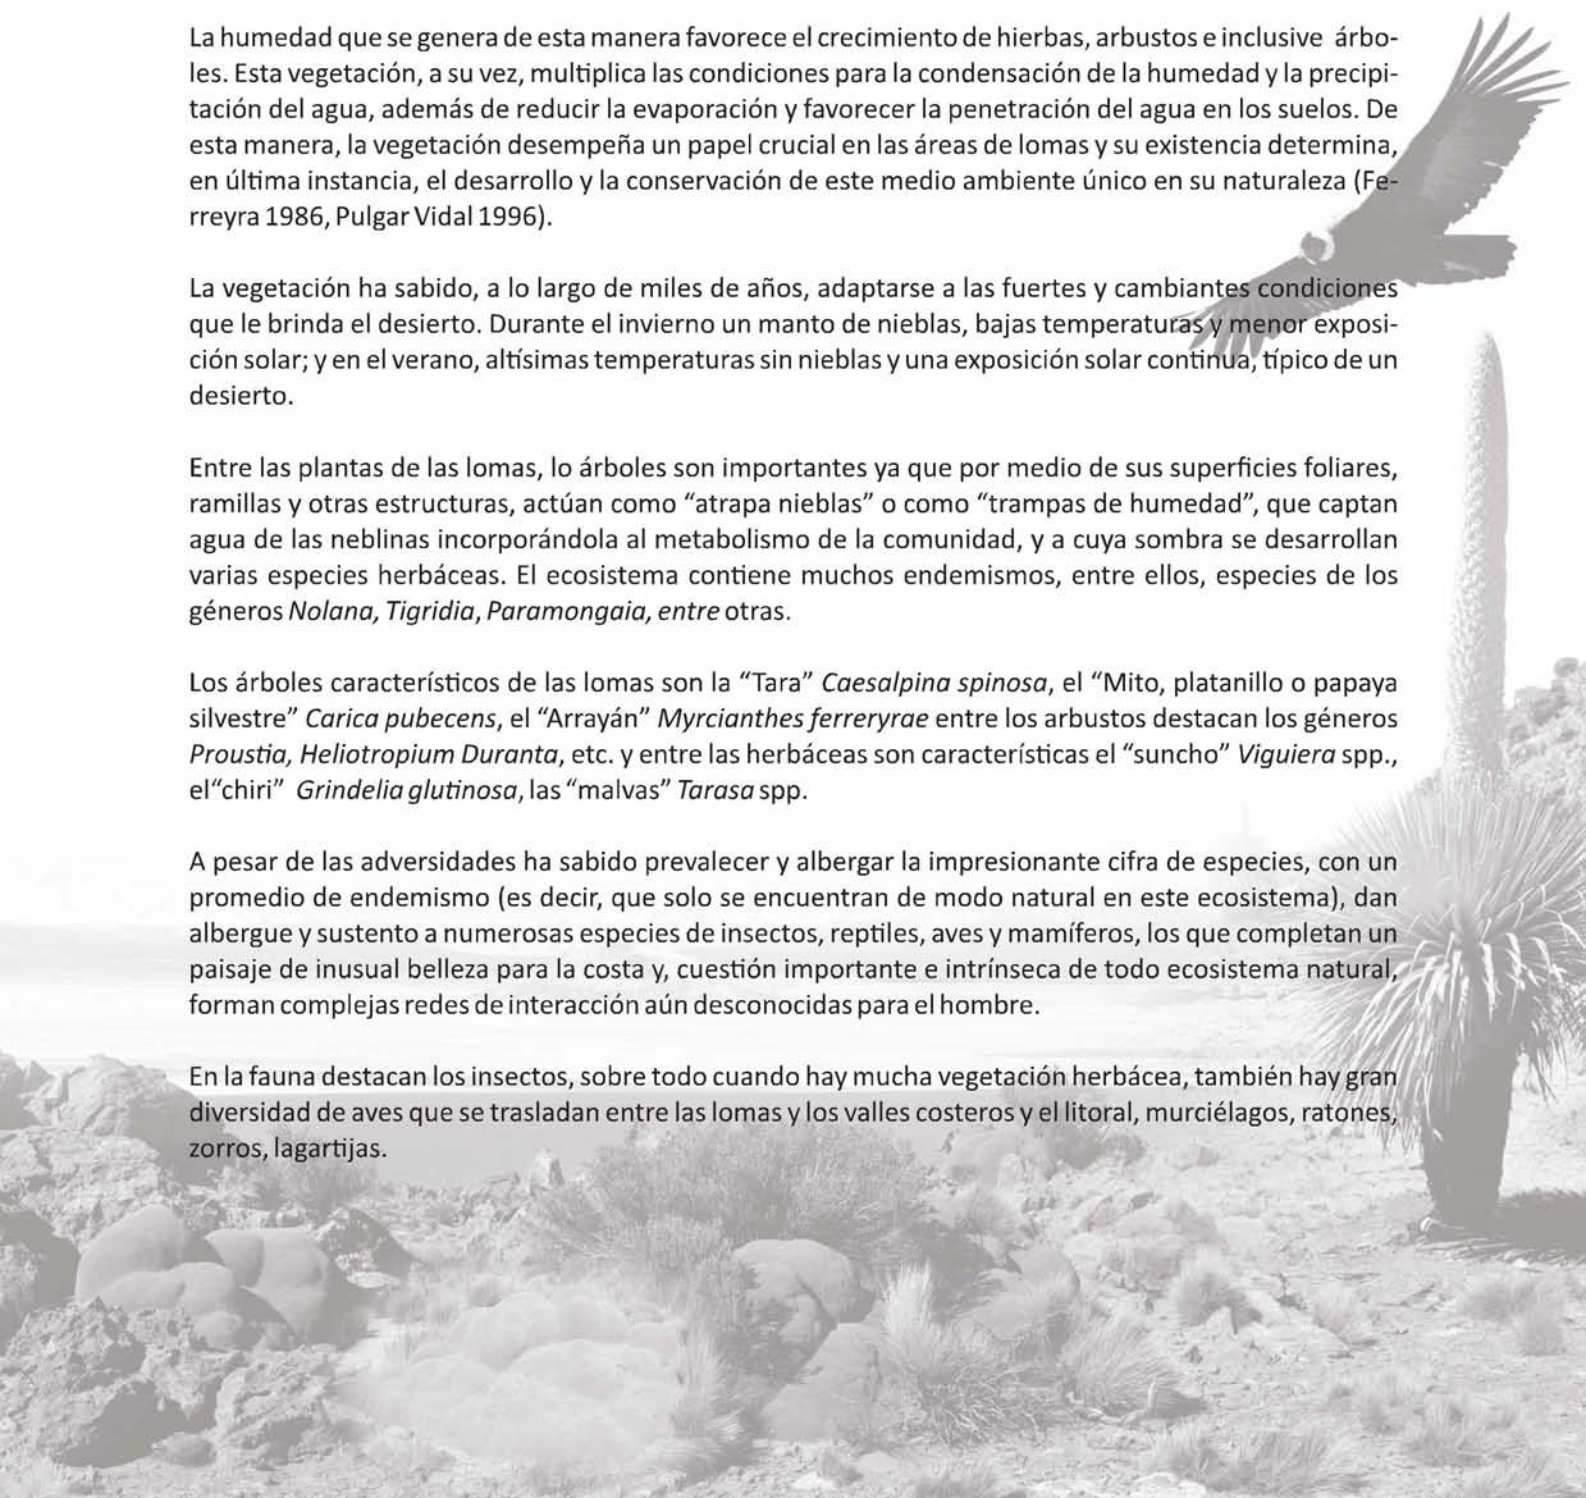 La humedad que se genera de esta manera favorece el crecimiento de hierbas, arbustos e inclusive árbo-
les. Esta vegetación, a su vez, multiplica las condiciones para la condensación de la humedad y la precipi-
tación del agua, además de reducir la evaporación y favorecer la penetración del agua en los suelos. De
esta manera, la vegetación desempeña un papel crucial en las áreas de lomas y su existencia determina,
en última instancia, el desarrollo y la conservación de este medio ambiente único en su naturaleza (Fe-
rreyra 1986, Pulgar Vidal 1996).
La vegetación ha sabido, a lo largo de miles de años, adaptarse a las fuertes y cambiantes condiciones
que le brinda el desierto. Durante el invierno un manto de nieblas, bajas temperaturas y menor exposi-
ción solar; y en el verano, altísimas temperaturas sin nieblas y una exposición solar continua, típico de un
desierto.
Entre las plantas de las lomas, lo árboles son importantes ya que por medio de sus superficies foliares,
ramillas y otras estructuras, actúan como “atrapa nieblas” o como “trampas de humedad”, que captan
agua de las neblinas incorporándola al metabolismo de la comunidad, y a cuya sombra se desarrollan
varias especies herbáceas. El ecosistema contiene muchos endemismos, entre ellos, especies de los
géneros Nolana, Tigridia, Paramongaia, entre otras.
Los árboles característicos de las lomas son la “Tara” Caesalpina spinosa, el “Mito, platanillo o papaya
silvestre” Carica pubecens, el “Arrayán” Myrcianthes ferreryrae entre los arbustos destacan los géneros
Proustia, Heliotropium Duranta, etc. y entre las herbáceas son características el “suncho” Viguiera spp.,
el“chiri” Grindelia glutinosa, las “malvas” Tarasa spp.
A pesar de las adversidades ha sabido prevalecer y albergar la impresionante cifra de especies, con un
promedio de endemismo (es decir, que solo se encuentran de modo natural en este ecosistema), dan
albergue y sustento a numerosas especies de insectos, reptiles, aves y mamíferos, los que completan un
paisaje de inusual belleza para la costa y, cuestión importante e intrínseca de todo ecosistema natural,
forman complejas redes de interacción aún desconocidas para el hombre.
En la fauna destacan los insectos, sobre todo cuando hay mucha vegetación herbácea, también hay gran
diversidad de aves que se trasladan entre las lomas y los valles costeros y el litoral, murciélagos, ratones,
zorros, lagartijas.